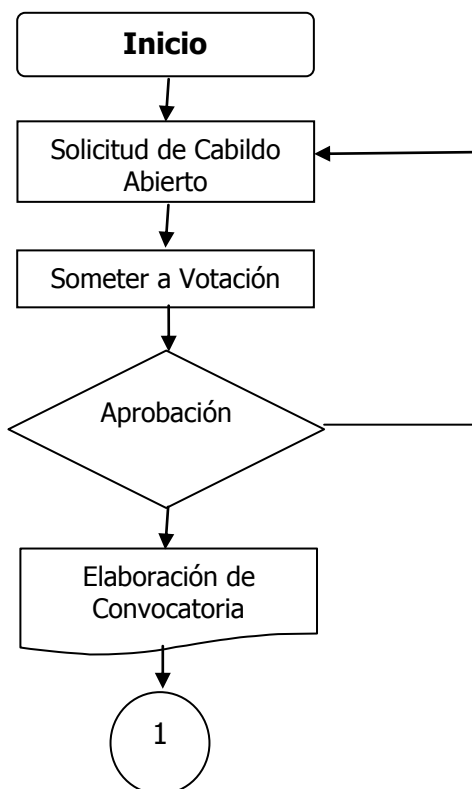 Inicio
Solicitud de Cabildo
Abierto
Someter a Votación
Aprobación
Elaboración de
Convocatoria
1